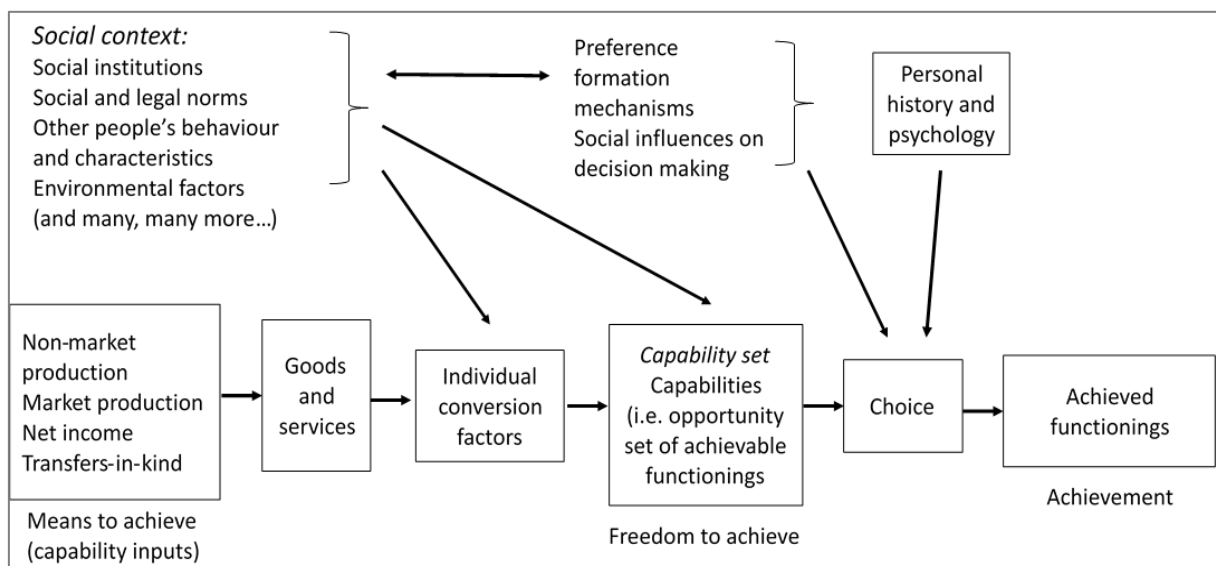 Social context:
Social institutions
Social and legal norms
Other people's behaviour
and characteristics
Environmental factors
(and many, many more…)
Preference
formation
mechanisms
Social influences on
decision making
Personal
history and
psychology
Non-market
production
Market production
Net income
Transfers-in-kind
Means to achieve
(capability inputs)
Goods
and
services
Individual
conversion
factors
Capability set
Capabilities
(i.e. opportunity
set of achievable
functionings
Freedom to achieve
Choice
Achieved
functionings
Achievement